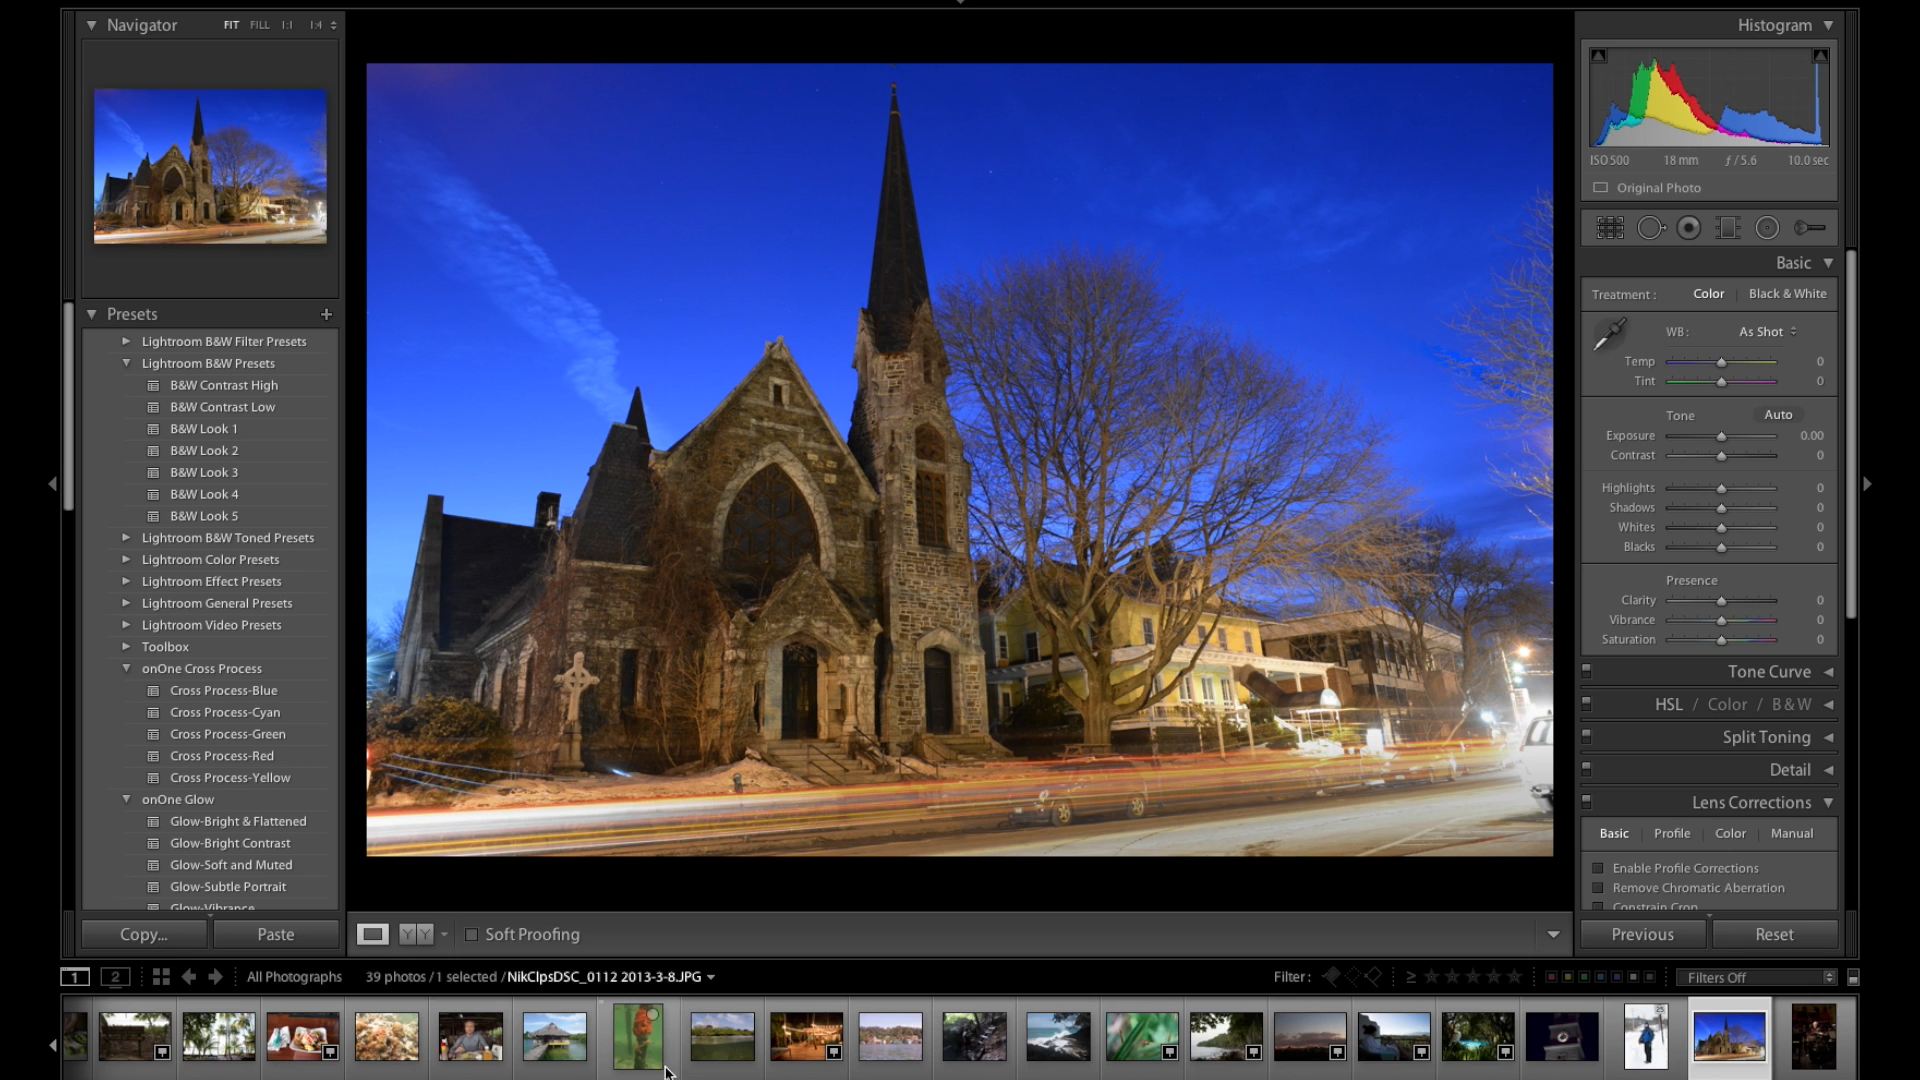 Navigator FIT FILL 1:1 1:4
Presets +
Lightroom B&W Filter Presets
Lightroom B&W Presets
B&W Contrast High
B&W Contrast Low
B&W Look 1
B&W Look 2
B&W Look 3
B&W Look 4
B&W Look 5
Lightroom B&W Toned Presets
Lightroom Color Presets
Lightroom Effect Presets
Lightroom General Presets
Lightroom Video Presets
Toolbox
onOne Cross Process
Cross Process-Blue
Cross Process-Cyan
Cross Process-Green
Cross Process-Red
Cross Process-Yellow
onOne Glow
Glow-Bright & Flattened
Glow-Bright Contrast
Glow-Soft and Muted
Glow-Subtle Portrait
Glow-Vibrance
Copy... Paste
Y Y Soft Proofing
Histogram
ISO 500 18 mm ƒ / 5.6 10.0 sec
Original Photo
Basic
Treatment : Color Black & White
WB: As Shot
Temp 0
Tint 0
Tone Auto
Exposure 0.00
Contrast 0
Highlights 0
Shadows 0
Whites 0
Blacks 0
Presence
Clarity 0
Vibrance 0
Saturation 0
Tone Curve
HSL / Color / B & W
Split Toning
Detail
Lens Corrections
Basic Profile Color Manual
Enable Profile Corrections
Remove Chromatic Aberration
Constrain Crop
Previous Reset
1 2 All Photographs 39 photos / 1 selected / NikClpsDSC_0112 2013-3-8.JPG Filter : ≥ Filters Off